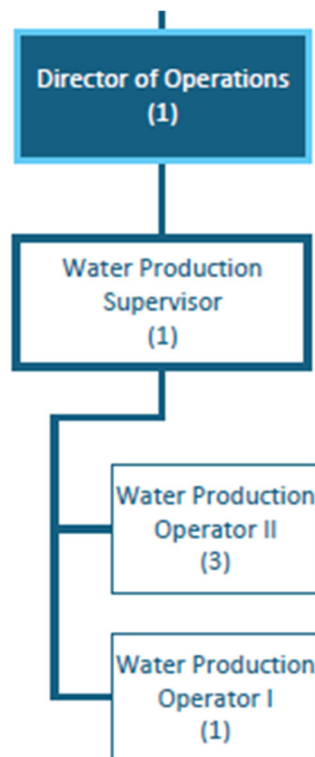 Director of Operations
(1)
Water Production
Supervisor
(1)
Water Production
Operator II
(3)
Water Production
Operator I
(1)